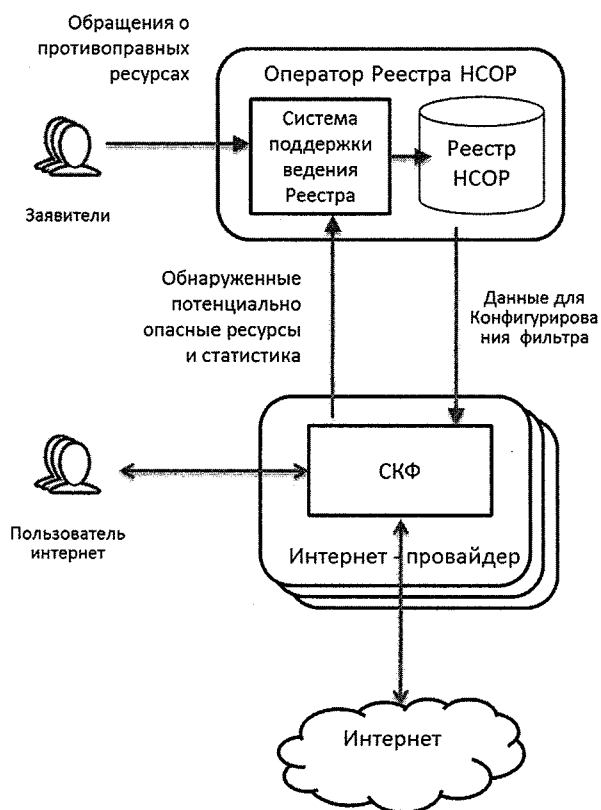 Обращения о
противоправных
ресурсах
Оператор Реестра НСОР
Система
поддержки
ведения
Реестра
Реестр
НСОР
Заявители
Обнаруженные
потенциально
опасные ресурсы
и статистика
Данные для
Конфигурирова
ния фильтра
СКФ
Пользователь
интернет
Интернет - провайдер
Интернет